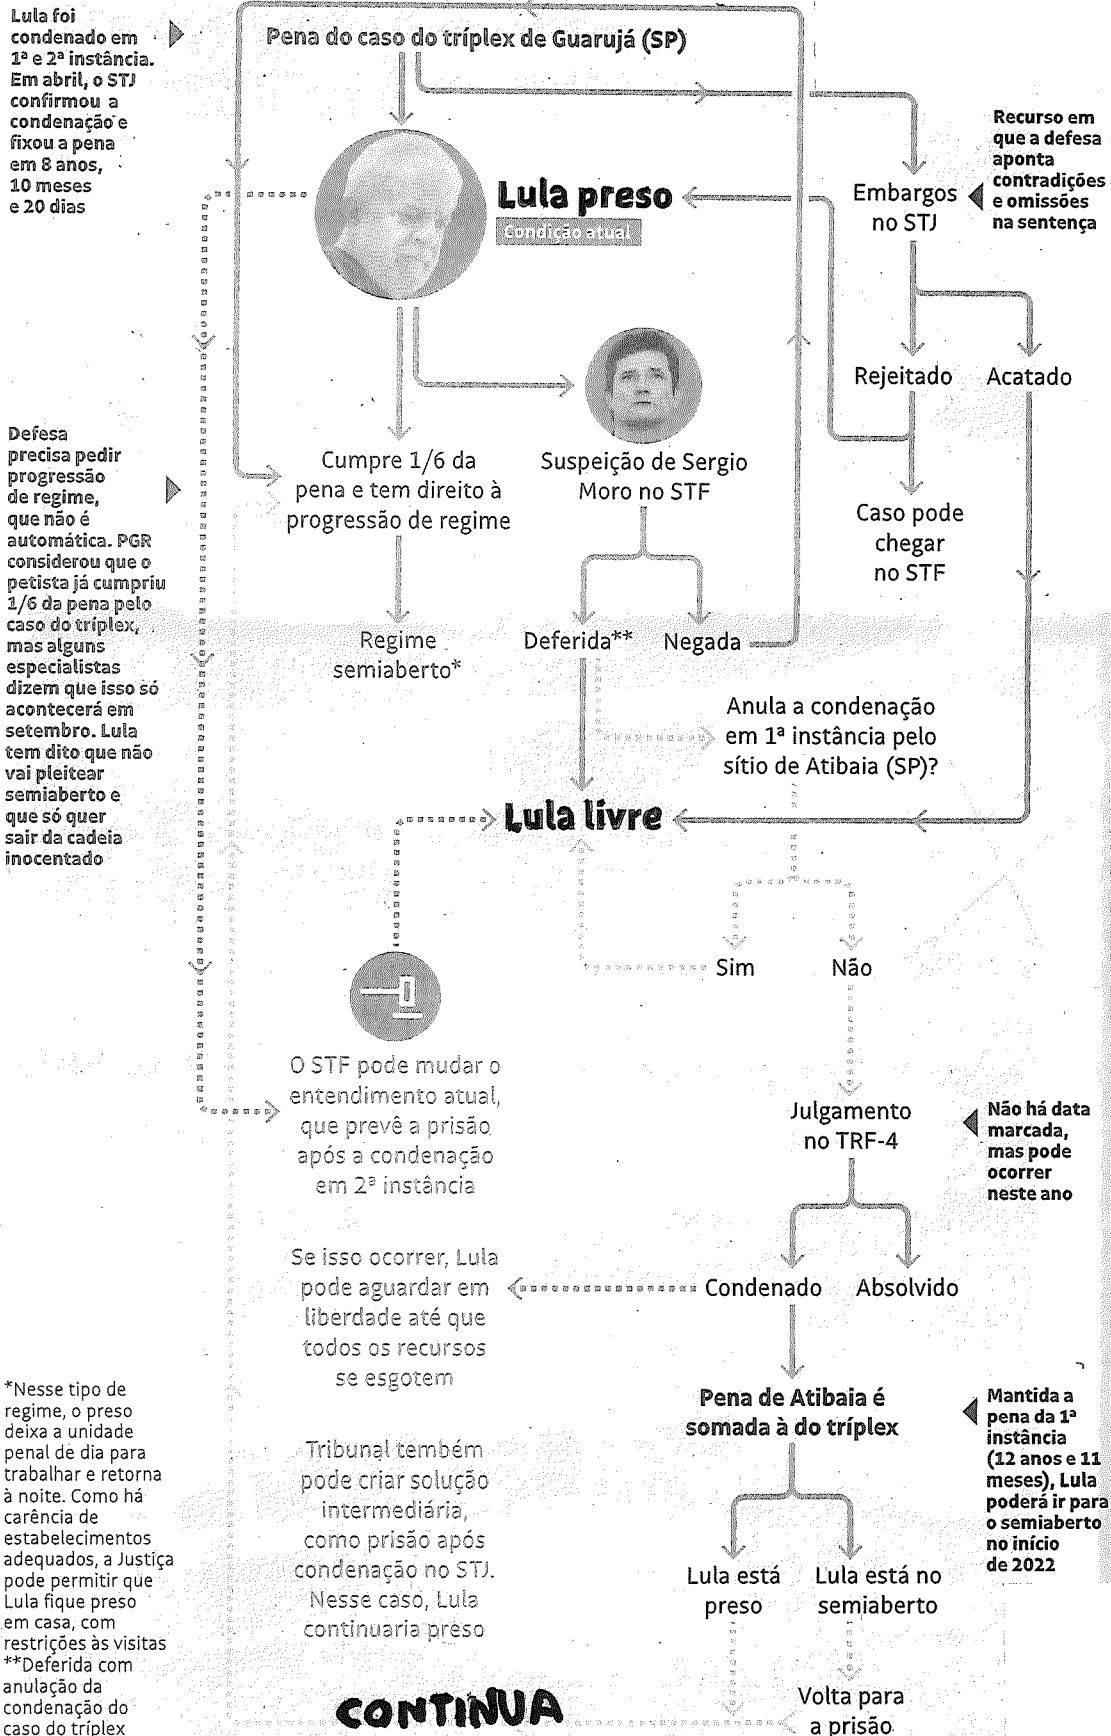 Lula foi
condenado em
1ª e 2ª instância.
Em abril, o STJ
confirmou a
condenação e
fixou a pena
em 8 anos,
10 meses
e 20 dias
Pena do caso do tríplex de Guarujá (SP)
Lula preso
Condição atual
Embargos
no STJ
Recurso em
que a defesa
aponta
contradições
e omissões
na sentença
Rejeitado
Acatado
Defesa
precisa pedir
progressão
de regime,
que não é
automática. PGR
considerou que o
petista já cumpriu
1/6 da pena pelo
caso do tríplex,
mas alguns
especialistas
dizem que isso só
acontecerá em
setembro. Lula
tem dito que não
vai pleitear
semiaberto e
que só quer
sair da cadeia
inocentado
Cumpre 1/6 da
pena e tem direito à
progressão de regime
Suspeição de Sergio
Moro no STF
Caso pode
chegar
no STF
Regime
semiaberto*
Deferida**
Negada
Anula a condenação
em 1ª instância pelo
sítio de Atibaia (SP)?
Lula livre
Sim
Não
O STF pode mudar o
entendimento atual,
que prevê a prisão
após a condenação
em 2ª instância
Julgamento
no TRF-4
Não há data
marcada,
mas pode
ocorrer
neste ano
Se isso ocorrer, Lula
pode aguardar em
liberdade até que
todos os recursos
se esgotem
Condenado
Absolvido
Pena de Atibaia é
somada à do tríplex
Mantida a
pena da 1ª
instância
(12 anos e 11
meses), Lula
poderá ir para
o semiaberto
no início
de 2022
Tribunal tembém
pode criar solução
intermediária,
como prisão após
condenação no STJ.
Nesse caso, Lula
continuaria preso
Lula está
preso
Lula está no
semiaberto
Volta para
a prisão
*Nesse tipo de
regime, o preso
deixa a unidade
penal de dia para
trabalhar e retorna
à noite. Como há
carência de
estabelecimentos
adequados, a Justiça
pode permitir que
Lula fique preso
em casa, com
restrições às visitas
**Deferida com
anulação da
condenação do
caso do tríplex
CONTINUA